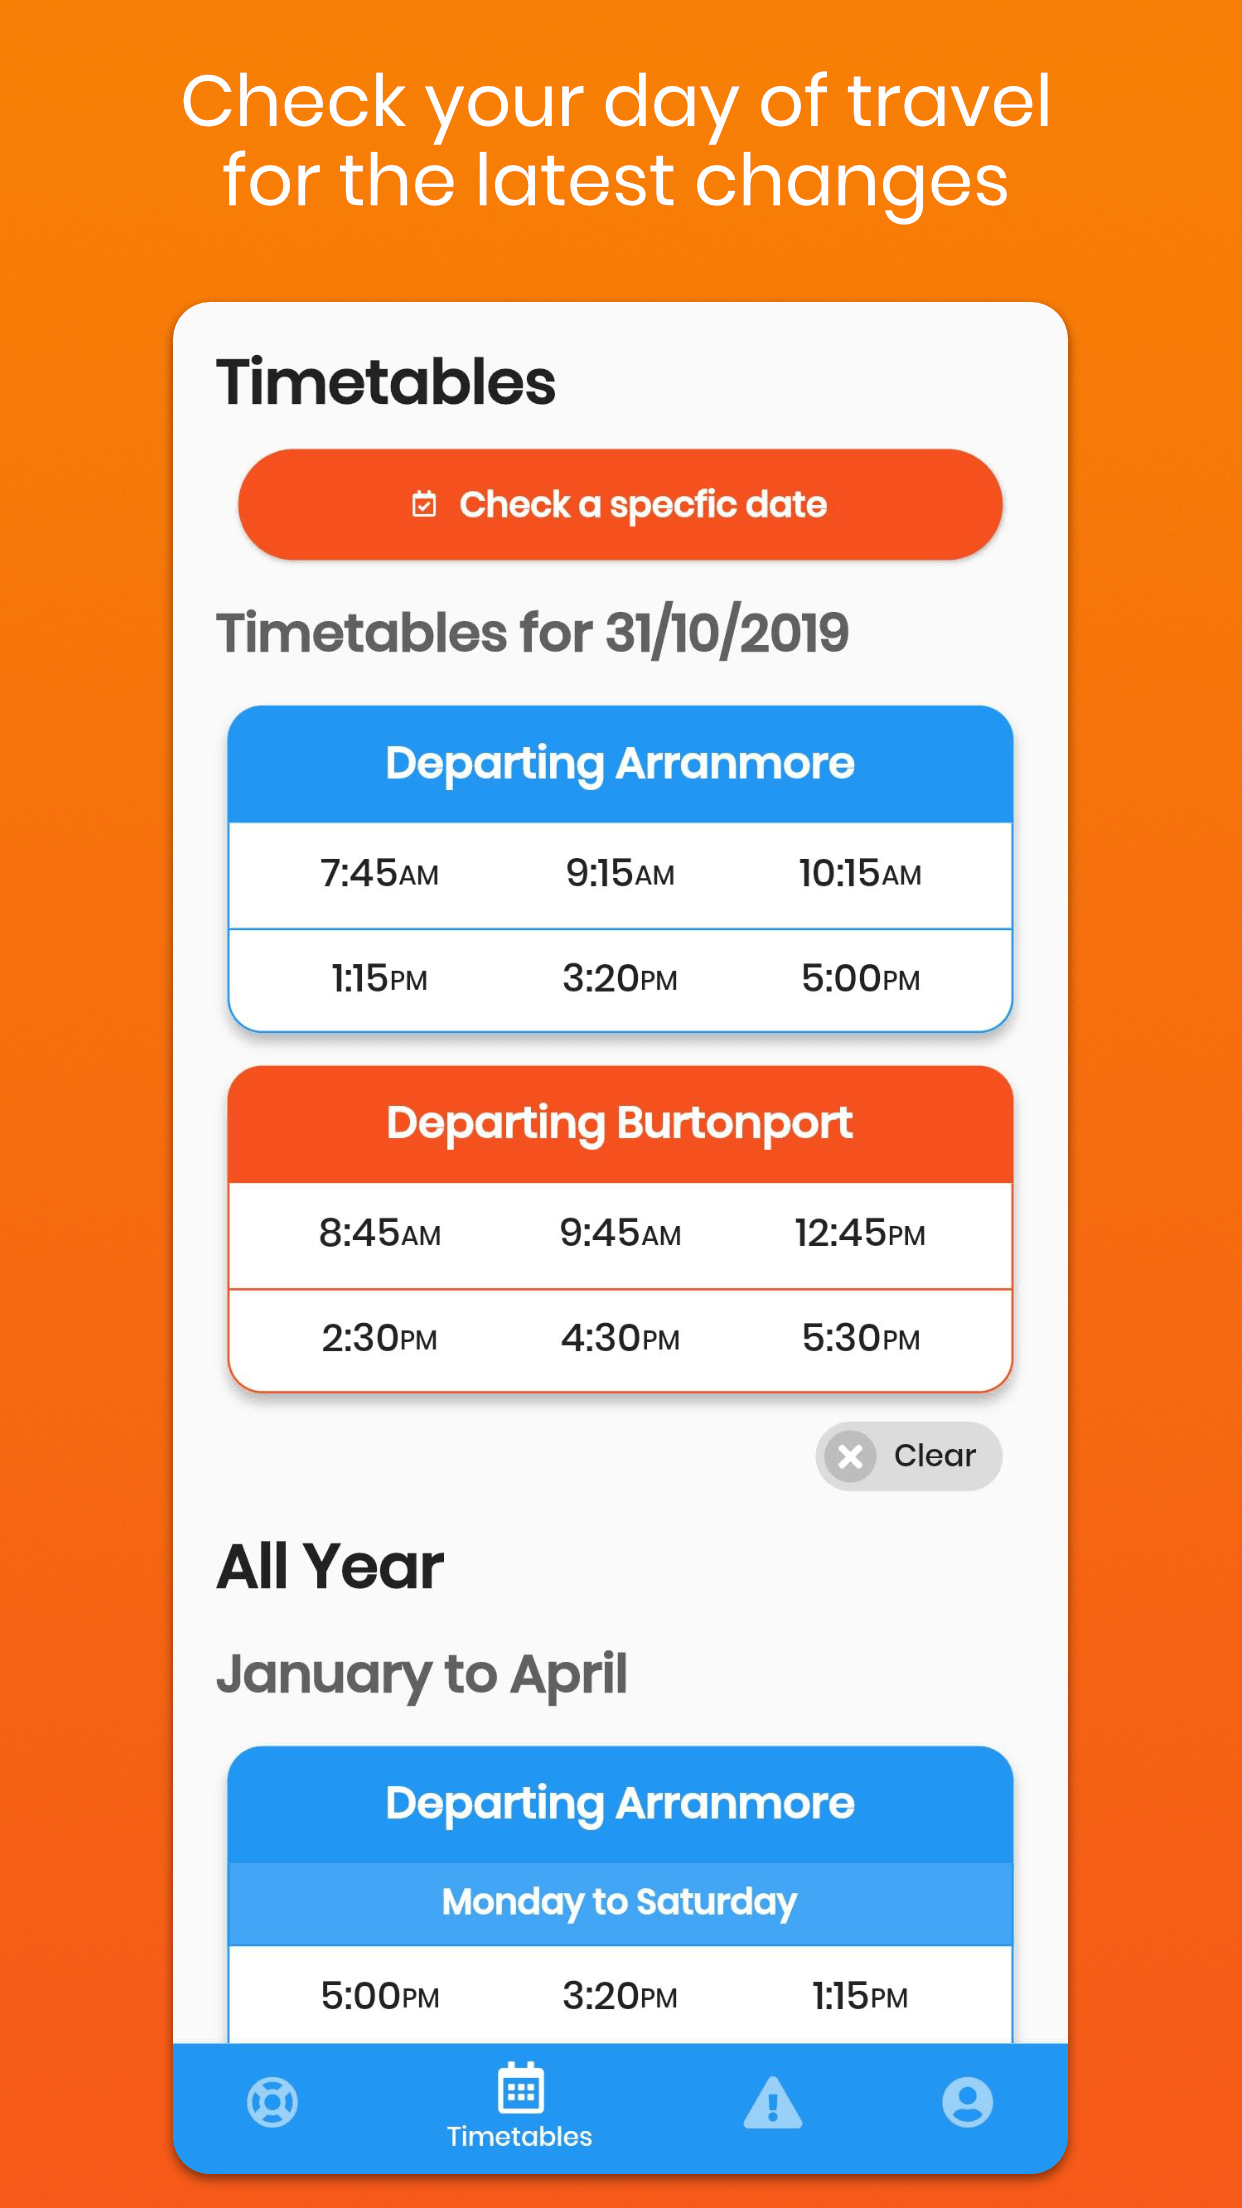 Check your day of travel
for the latest changes
Timetables
Check a specfic date
Timetables for 31/10/2019
Departing Arranmore
7:45AM 9:15AM 10:15AM
1:15PM 3:20PM 5:00PM
Departing Burtonport
8:45AM 9:45AM 12:45PM
2:30PM 4:30PM 5:30PM
Clear
All Year
January to April
Departing Arranmore
Monday to Saturday
5:00PM 3:20PM 1:15PM
Timetables